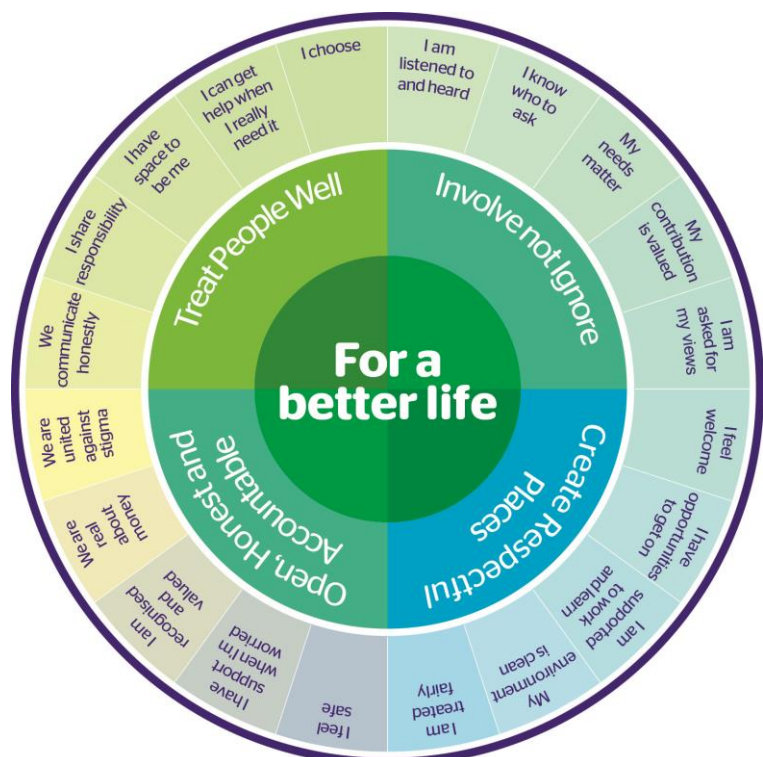 For a
better life
Treat People Well
Involve not Ignore
Create Respectful
Places
Open, Honest and
Accountable
I am
listened to
and heard
I know
who to
ask
My
needs
matter
My
contribution
is valued
I am
asked for
my views
I feel
welcome
I have
opportunities
to get on
I am
supported
to work
and learn
My
environment
is clean
I am
treated
fairly
I feel
safe
I have
support
when I'm
worried
I am
recognised
and
valued
We are
real
about
money
We are
united
against
stigma
We
communicate
honestly
I share
responsibility
I have
space to
be me
I can get
help when
I really
need it
I choose